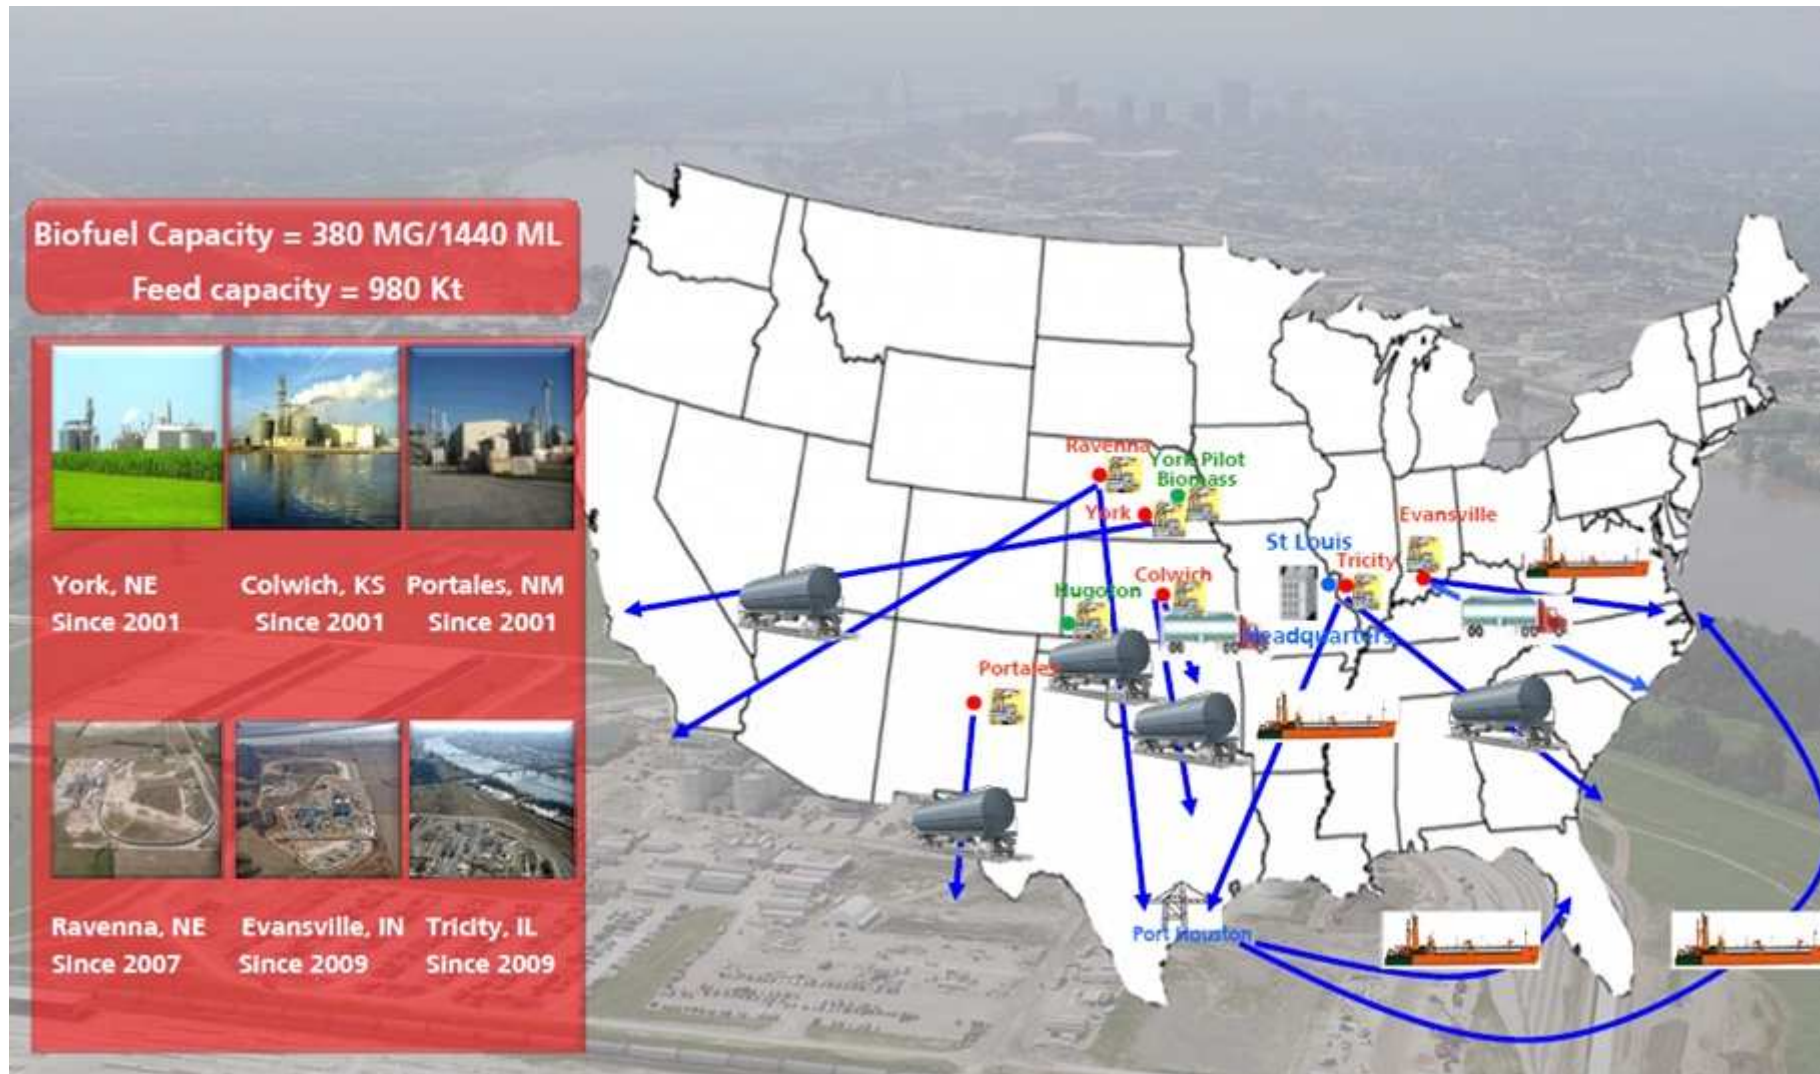 Biofuel Capacity = 380 MG/1440 ML
Feed capacity = 980 Kt
York, NE
Since 2001
Colwich, KS
Since 2001
Portales, NM
Since 2001
Ravenna, NE
Since 2007
Evansville, IN
Since 2009
Tricity, IL
Since 2009
Ravenna
York Pilot
Biomass
York
Evansville
St Louis
Tricity
Colwich
Hugoton
Headquarters
Portales
Port Houston